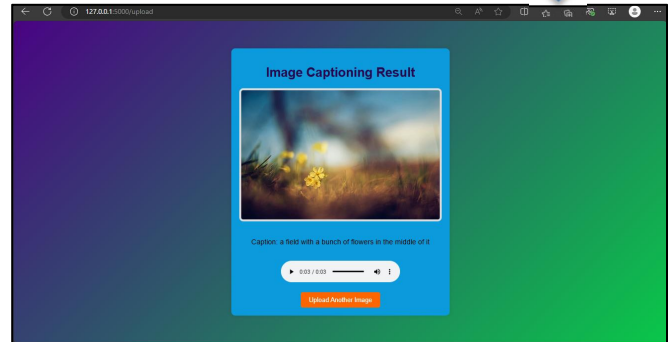 127.0.0.1:5000/upload
Image Captioning Result
Caption: a field with a bunch of flowers in the middle of it
0:03 / 0:03
Upload Another Image